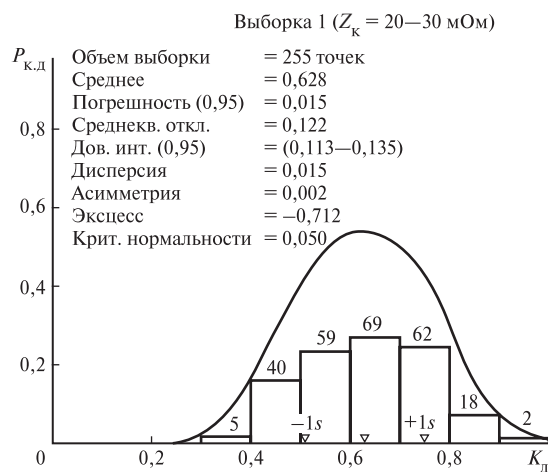 Выборка 1 (Zк = 20—30 мОм)
Pк.д
Объем выборки = 255 точек
Среднее = 0,628
Погрешность (0,95) = 0,015
Среднекв. откл. = 0,122
Дов. инт. (0,95) = (0,113—0,135)
Дисперсия = 0,015
Асимметрия = 0,002
Эксцесс = −0,712
Крит. нормальности = 0,050
0,8
0,6
0,4
0,2
5 40 59 69 62 18 2
−1s +1s
0 0,2 0,4 0,6 0,8 Kд